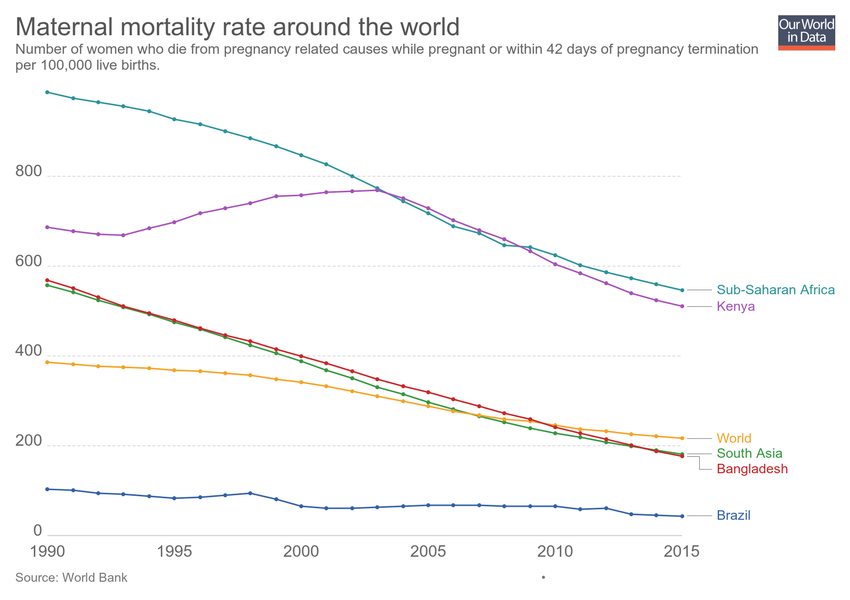 Maternal mortality rate around the world
Our World
in Data
Number of women who die from pregnancy related causes while pregnant or within 42 days of pregnancy termination
per 100,000 live births.
800
600
400
200
0
Sub-Saharan Africa
Kenya
World
South Asia
Bangladesh
Brazil
1990 1995 2000 2005 2010 2015
Source: World Bank